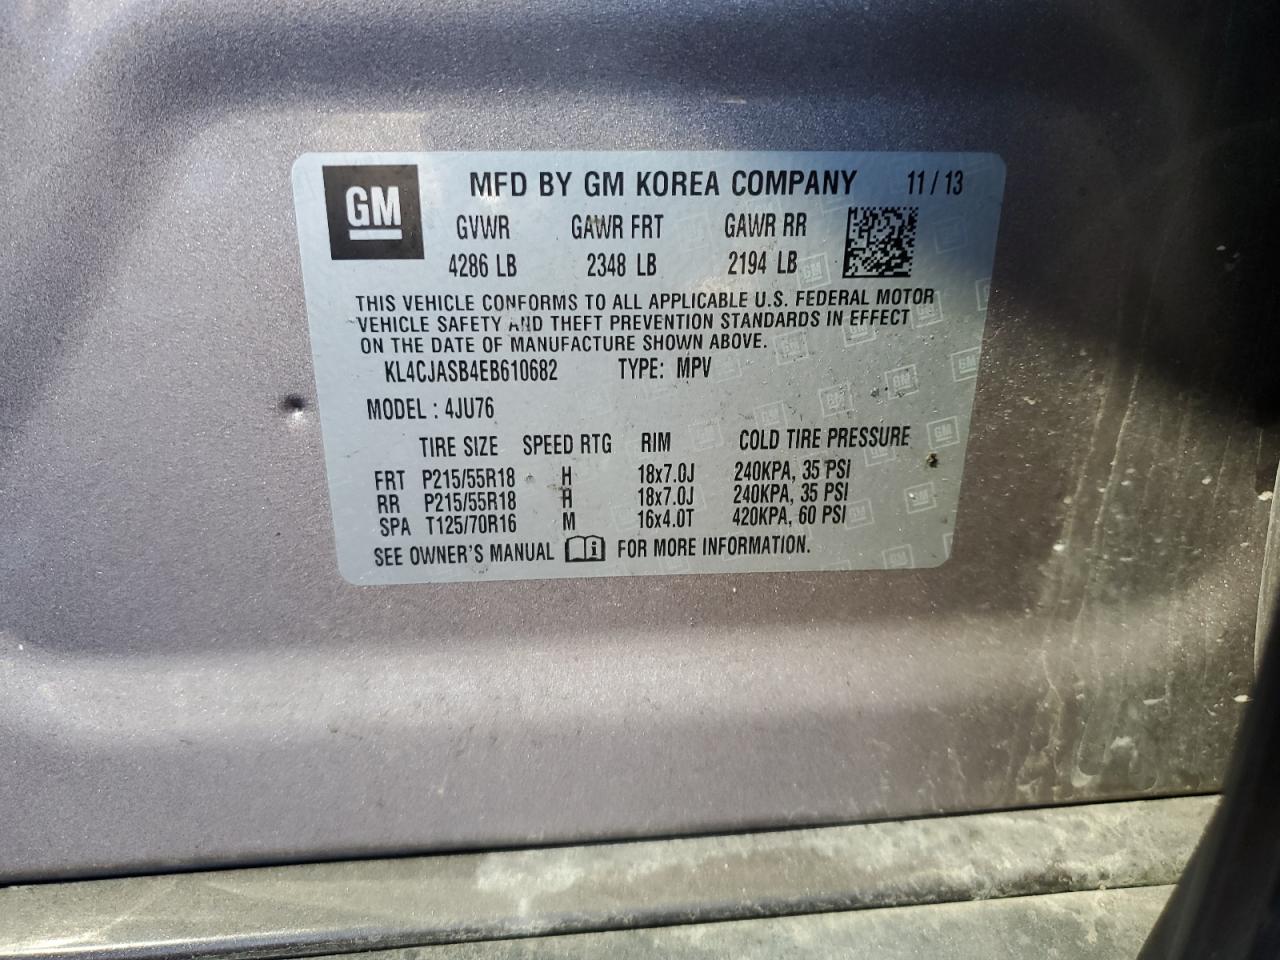 GM
MFD BY GM KOREA COMPANY 11 / 13
GVWR GAWR FRT GAWR RR
4286 LB 2348 LB 2194 LB
THIS VEHICLE CONFORMS TO ALL APPLICABLE U.S. FEDERAL MOTOR
VEHICLE SAFETY AND THEFT PREVENTION STANDARDS IN EFFECT
ON THE DATE OF MANUFACTURE SHOWN ABOVE.
KL4CJASB4EB610682 TYPE: MPV
MODEL : 4JU76
TIRE SIZE SPEED RTG RIM COLD TIRE PRESSURE
FRT P215/55R18 H 18x7.0J 240KPA, 35 PSI
RR P215/55R18 H 18x7.0J 240KPA, 35 PSI
SPA T125/70R16 M 16x4.0T 420KPA, 60 PSI
SEE OWNER'S MANUAL i FOR MORE INFORMATION.